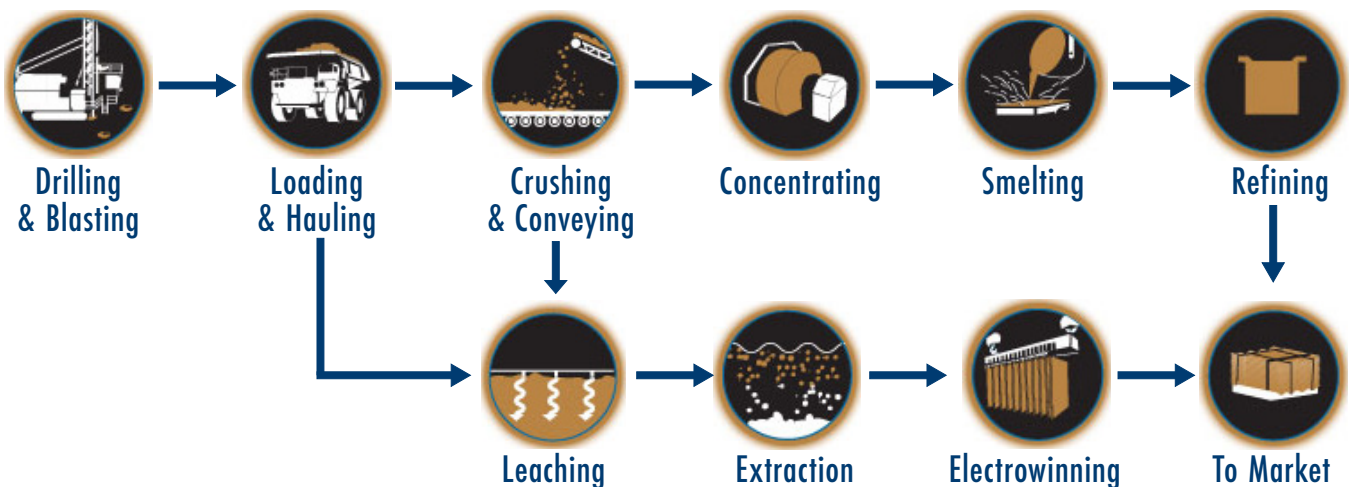 Drilling
& Blasting
Loading
& Hauling
Crushing
& Conveying
Concentrating
Smelting
Refining
Leaching
Extraction
Electrowinning
To Market